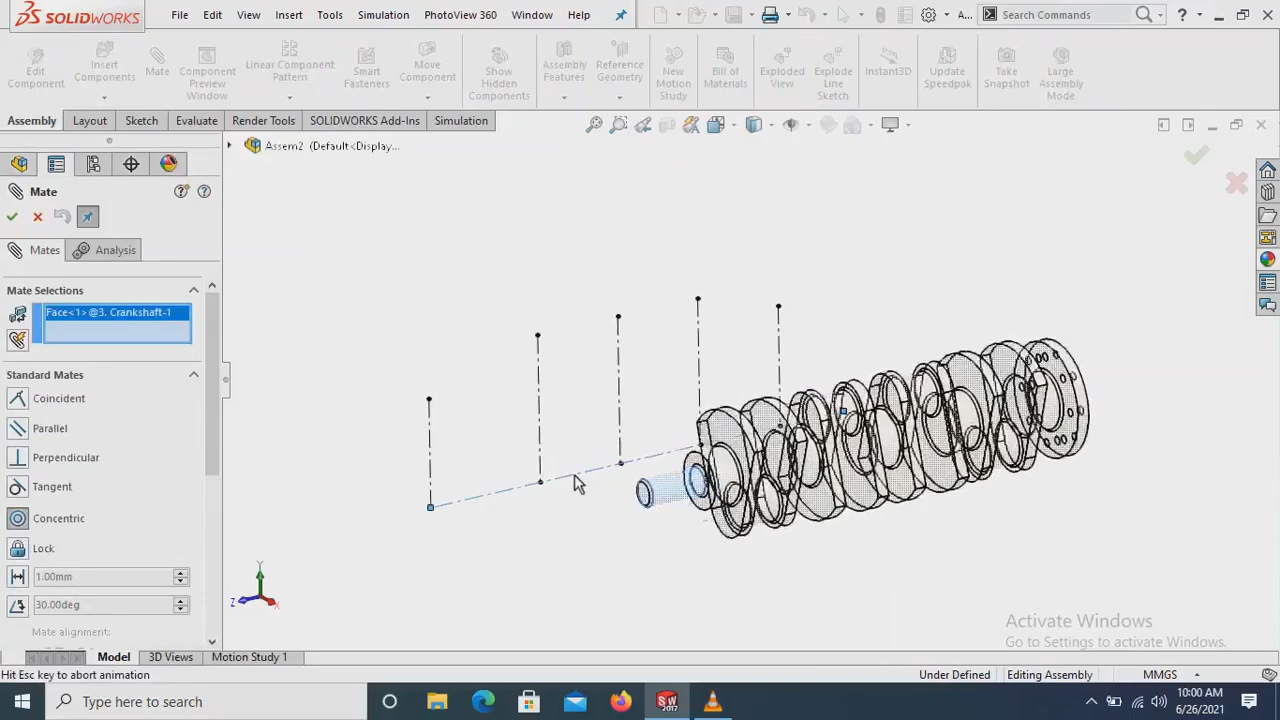 SOLIDWORKS File Edit View Insert Tools Simulation PhotoView 360 Window Help A... Search Commands ?
Edit Component
Insert Components
Mate
Component Preview Window
Linear Component Pattern
Smart Fasteners
Move Component
Show Hidden Components
Assembly Features
Reference Geometry
New Motion Study
Bill of Materials
Exploded View
Explode Line Sketch
Instant3D
Update Speedpak
Take Snapshot
Large Assembly Mode
Assembly Layout Sketch Evaluate Render Tools SOLIDWORKS Add-Ins Simulation
Assem2 (Default<Display...
Mate
Mates Analysis
Mate Selections
Face<1>@3. Crankshaft-1
Standard Mates
Coincident
Parallel
Perpendicular
Tangent
Concentric
Lock
1.00mm
30.00deg
Mate alignment:
Y
Z
X
Activate Windows
Go to Settings to activate Windows.
Model 3D Views Motion Study 1
Hit Esc key to abort animation Under Defined Editing Assembly MMGS
Type here to search
SW
2017
10:00 AM
6/26/2021